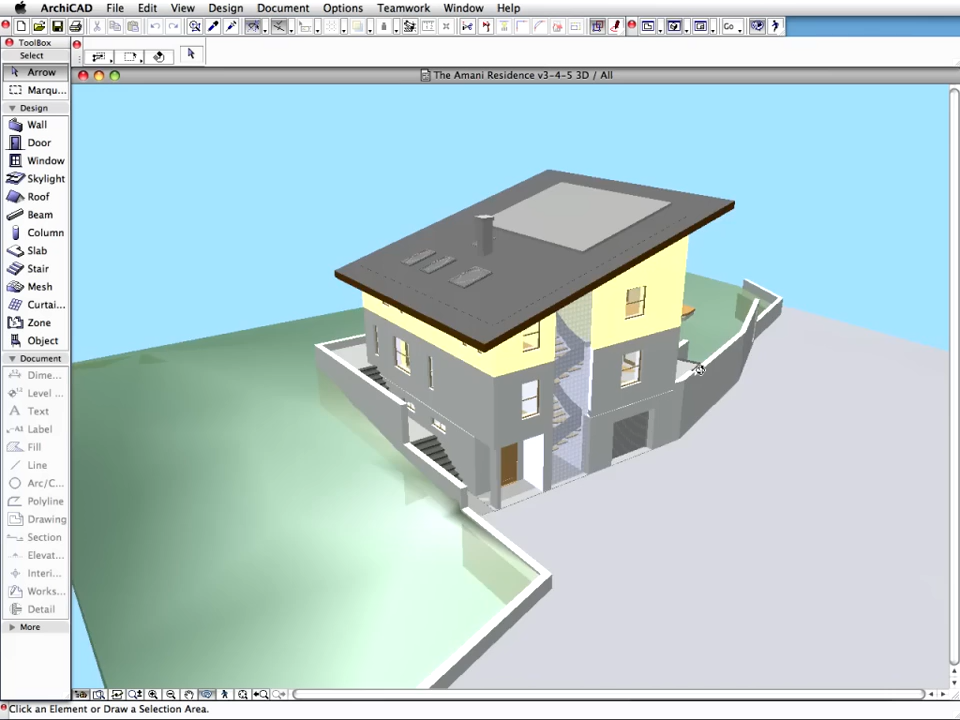 ArchiCAD File Edit View Design Document Options Teamwork Window Help
Go...
ToolBox
Select
The Amani Residence v3-4-5 3D / All
Arrow
Marqu...
Design
Wall
Door
Window
Skylight
Roof
Beam
Column
Slab
Stair
Mesh
Curtai...
Zone
Object
Document
Dime...
Level ...
Text
Label
Fill
Line
Arc/C...
Polyline
Drawing
Section
Elevat...
Interi...
Works...
Detail
More
Click an Element or Draw a Selection Area.